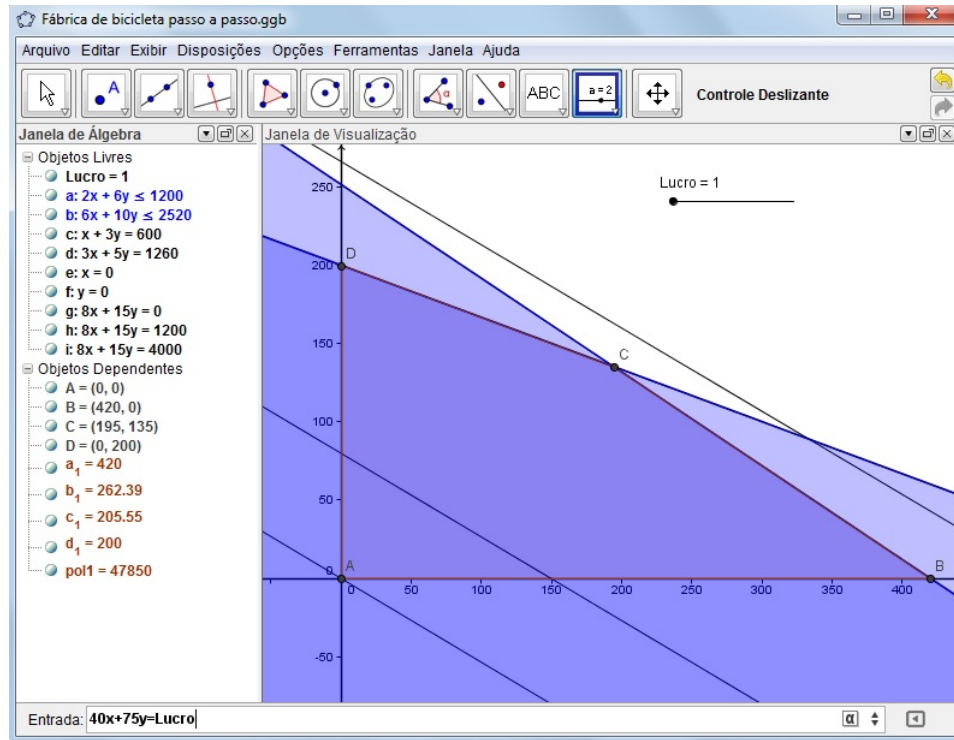 Fábrica de bicicleta passo a passo.ggb
Arquivo Editar Exibir Disposições Opções Ferramentas Janela Ajuda
A
α
ABC
a=2
Controle Deslizante
Janela de Álgebra
Janela de Visualização
Objetos Livres
Lucro = 1
a: 2x + 6y ≤ 1200
b: 6x + 10y ≤ 2520
c: x + 3y = 600
d: 3x + 5y = 1260
e: x = 0
f: y = 0
g: 8x + 15y = 0
h: 8x + 15y = 1200
i: 8x + 15y = 4000
Objetos Dependentes
A = (0, 0)
B = (420, 0)
C = (195, 135)
D = (0, 200)
a₁ = 420
b₁ = 262.39
c₁ = 205.55
d₁ = 200
pol1 = 47850
Lucro = 1
250
D
200
150
C
100
50
0
A
B
0 50 100 150 200 250 300 350 400
-50
Entrada: 40x+75y=Lucro
α